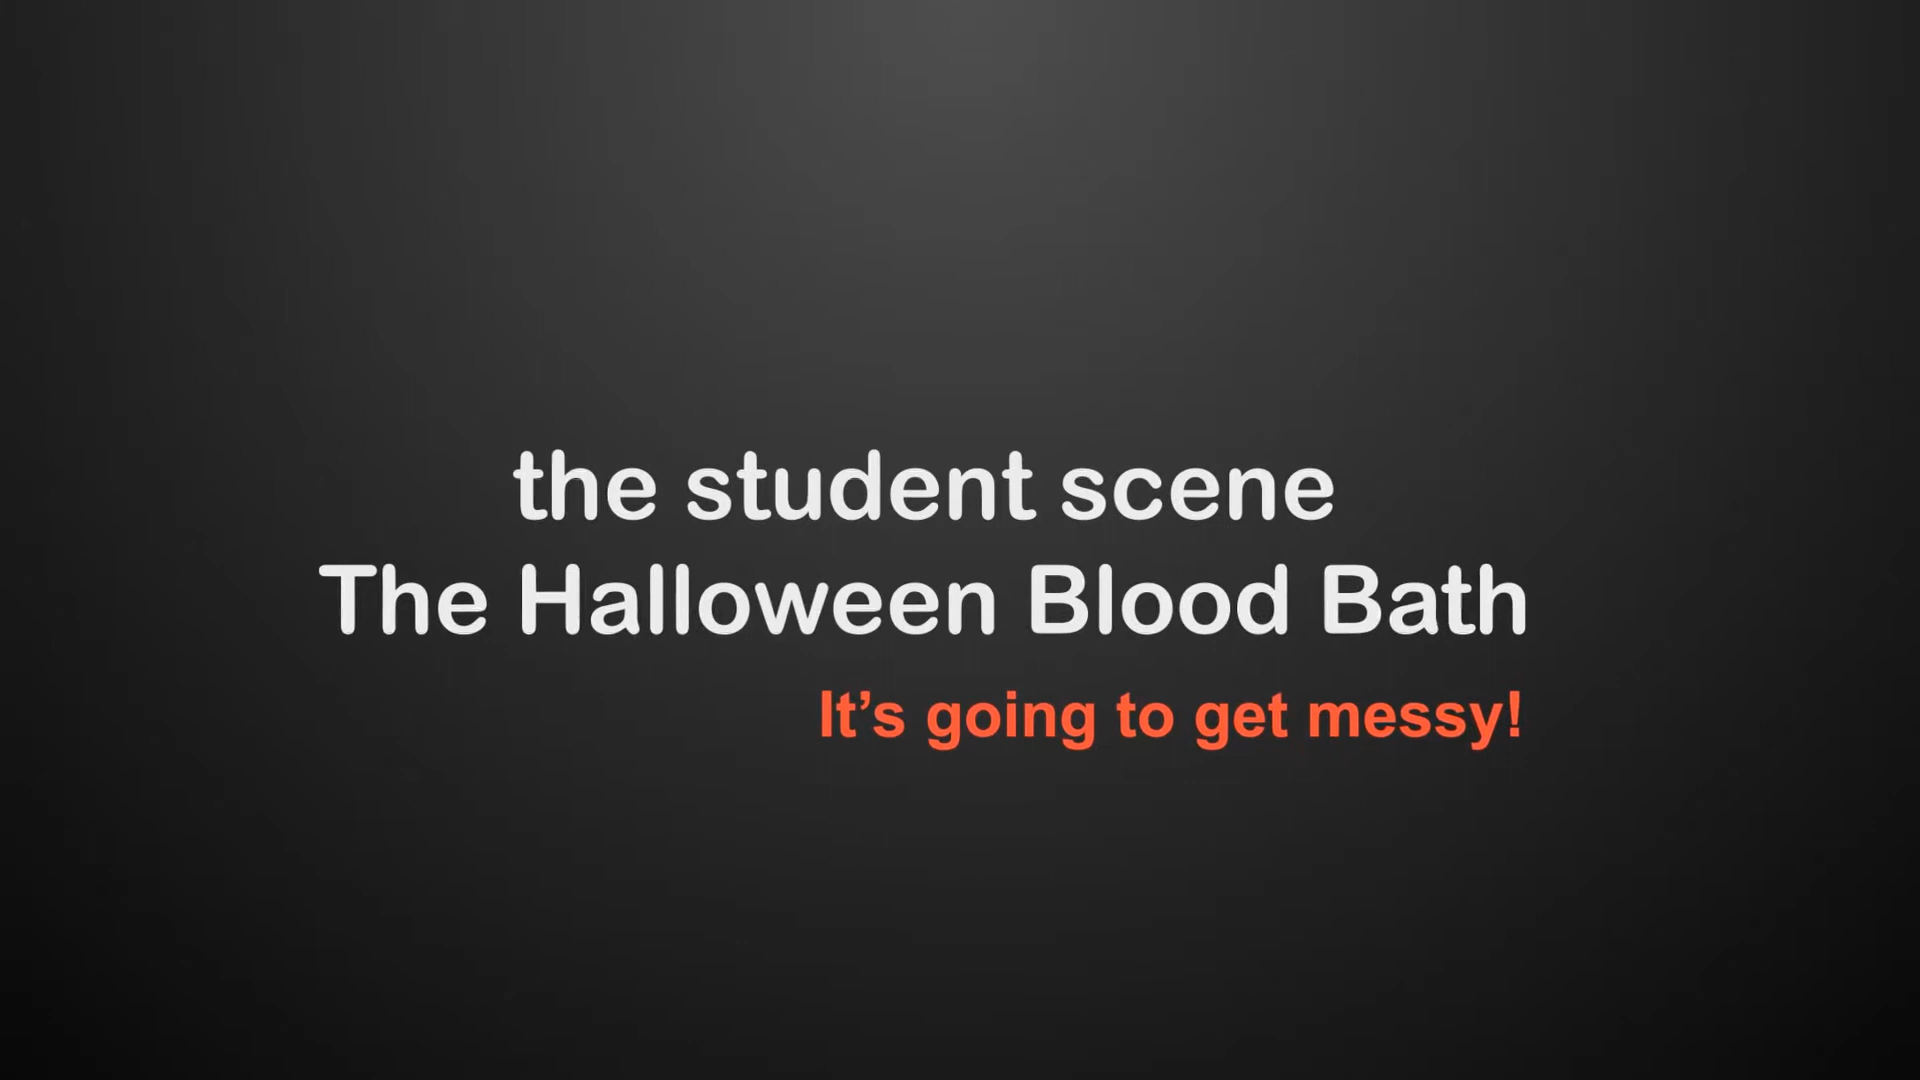 the student scene
The Halloween Blood Bath
It’s going to get messy!